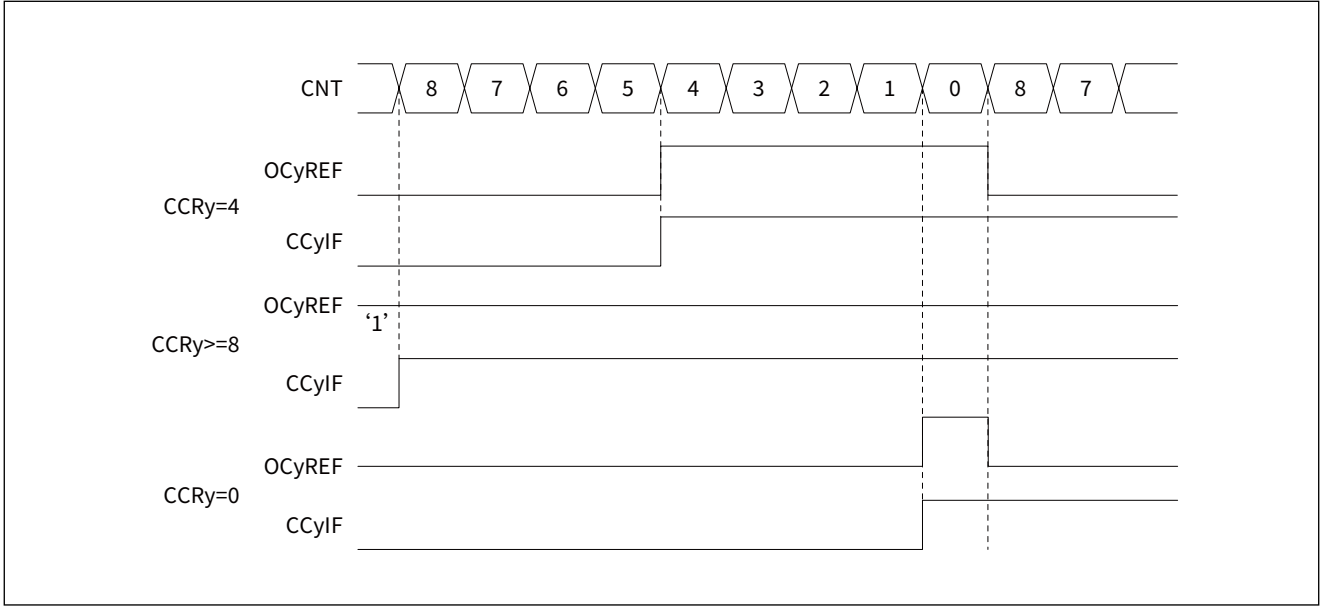 CNT 8 7 6 5 4 3 2 1 0 8 7
OCyREF
CCRy=4
CCyIF
OCyREF
‘1’
CCRy>=8
CCyIF
OCyREF
CCRy=0
CCyIF